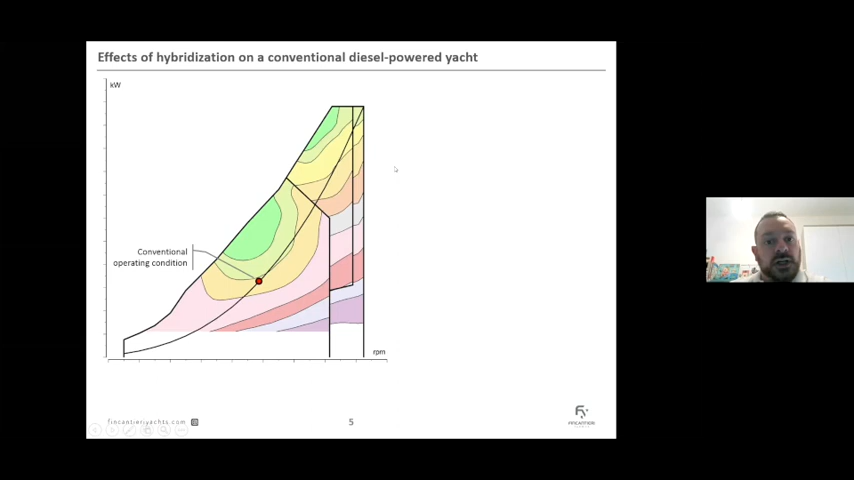 Effects of hybridization on a conventional diesel-powered yacht
kW
Conventional
operating condition
rpm
fincantieriyachts.com
5
FINCANTIERI